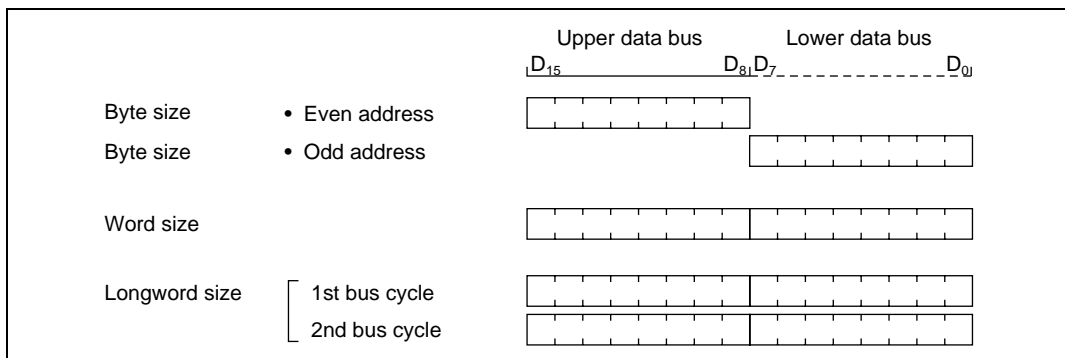 Upper data bus Lower data bus
D15 D8 D7 D0
Byte size • Even address
Byte size • Odd address
Word size
Longword size 1st bus cycle
2nd bus cycle